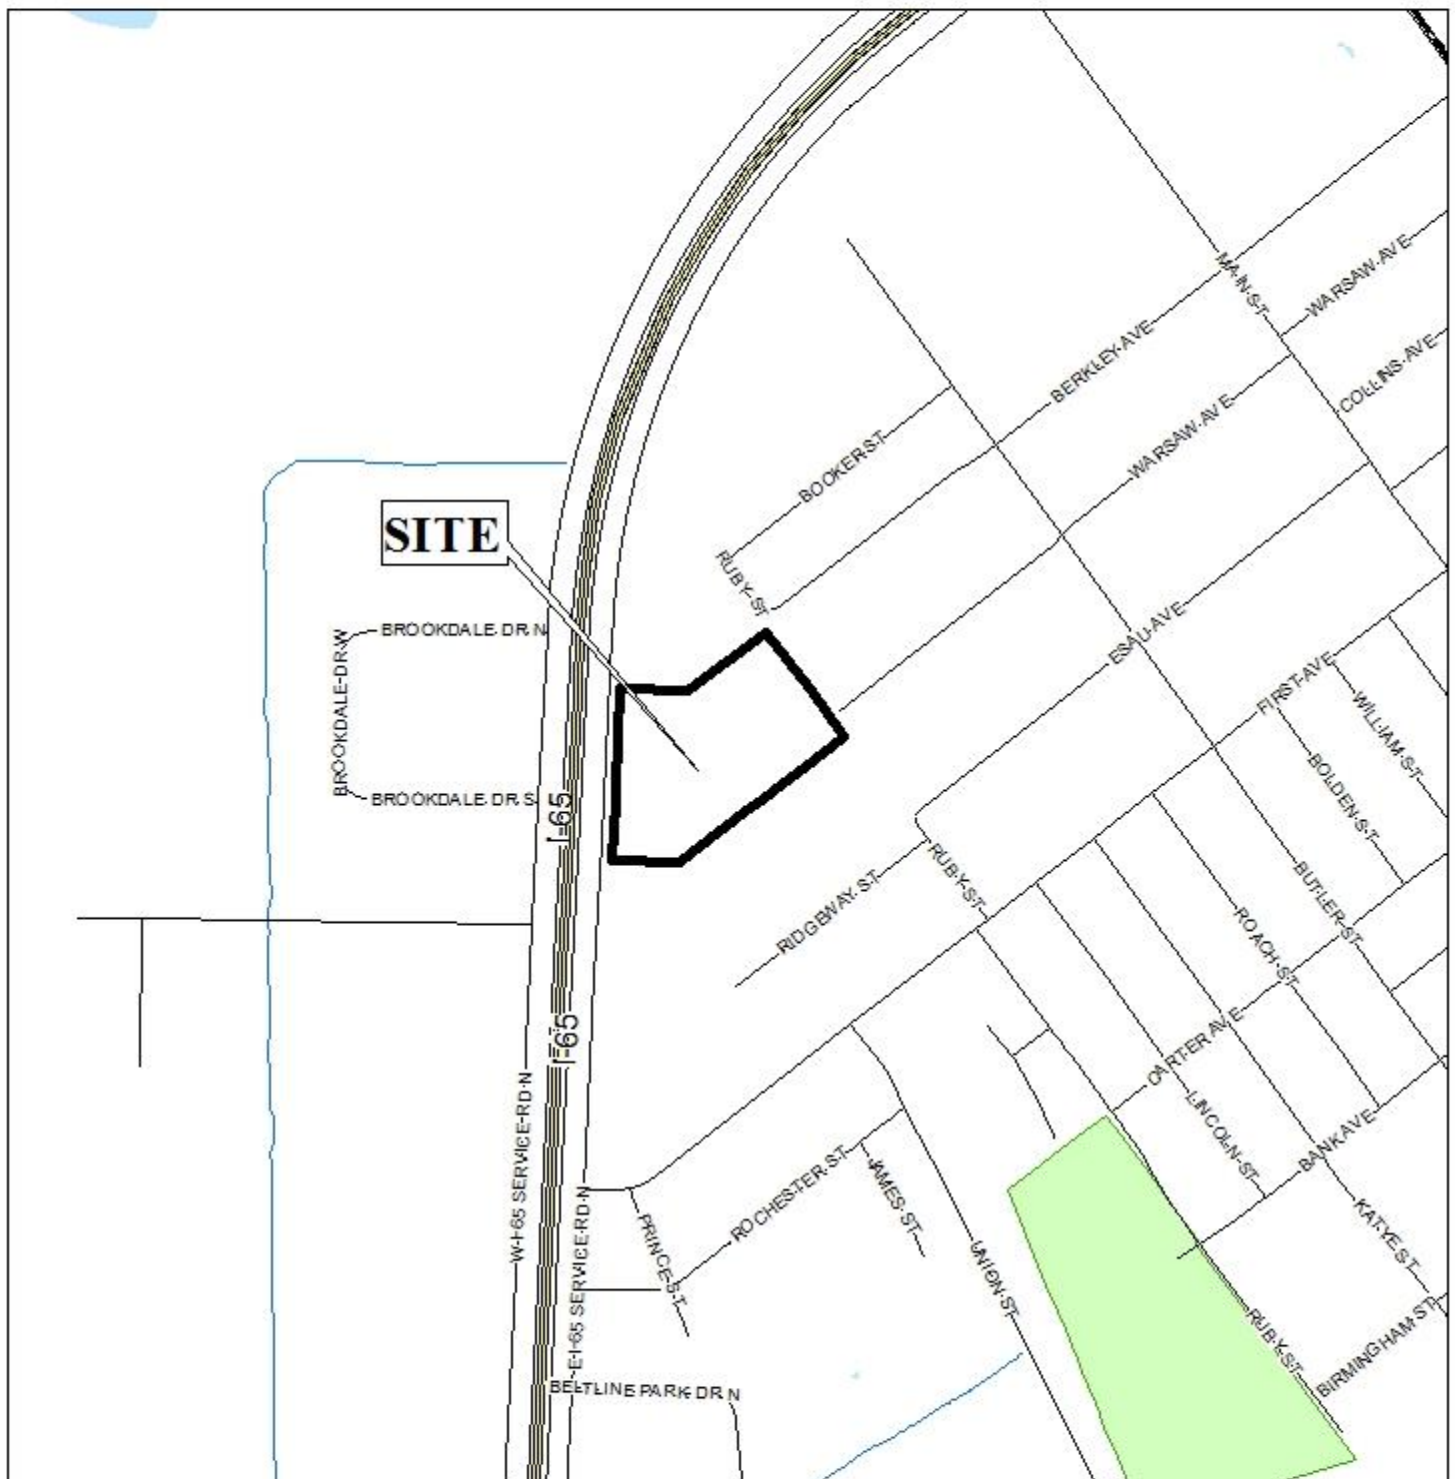 MAIN ST
WARSAW AVE
BERKLEY AVE
COLLINS AVE
WARSAW AVE
BOOKER ST
SITE
RUBY ST
BROOKDALE DR N
BROOKDALE DR W
ESAU AVE
FIRST AVE
WILLIAM ST
BOLDEN ST
BROOKDALE DR S
I-65
RIDGEWAY ST
RUBY ST
BUTLER ST
ROACH ST
I-65
CARTER AVE
W I-65 SERVICE RD N
LINCOLN ST
BANK AVE
ROCHESTER ST
JAMES ST
E I-65 SERVICE RD N
PRINCE ST
KATYE ST
UNION ST
RUBY ST
BIRMINGHAM ST
BELTLINE PARK DR N